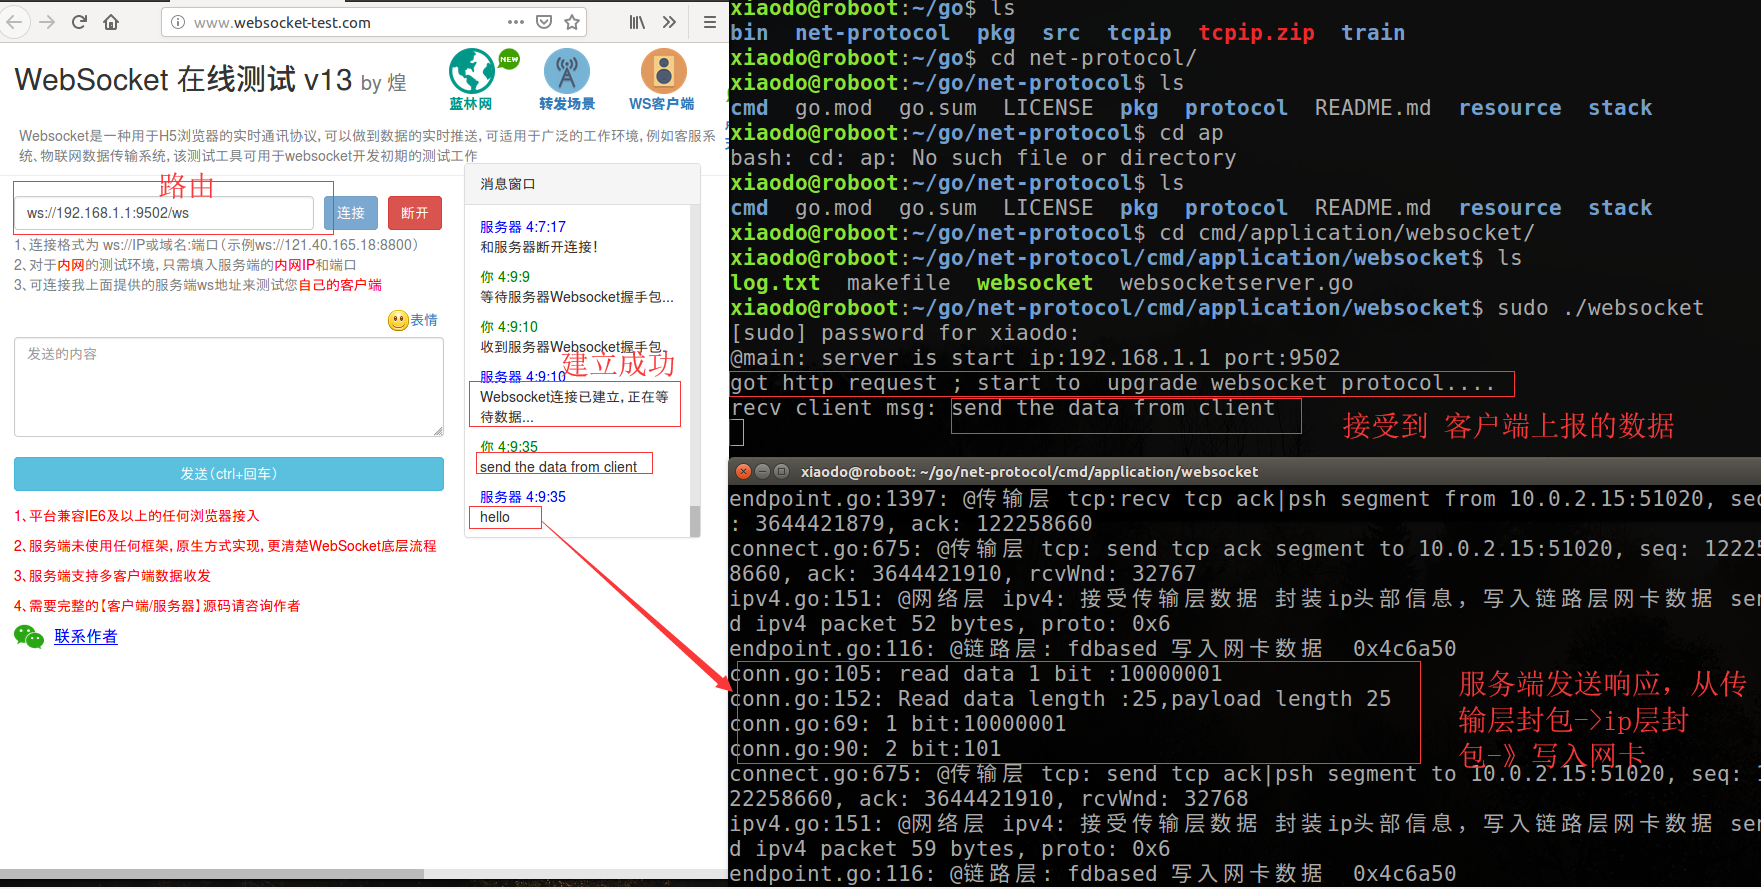 www.websocket-test.com
WebSocket 在线测试 v13 by 煌
NEW
蓝林网
转发场景
WS客户端
Websocket是一种用于H5浏览器的实时通讯协议,可以做到数据的实时推送,可适用于广泛的工作环境,例如客服系
统、物联网数据传输系统,该测试工具可用于websocket开发初期的测试工作
路由
ws://192.168.1.1:9502/ws
连接
断开
1、连接格式为 ws://IP或域名:端口(示例ws://121.40.165.18:8800)
2、对于内网的测试环境,只需填入服务端的内网IP和端口
3、可连接我上面提供的服务端ws地址来测试您自己的客户端
表情
发送的内容
发送(ctrl+回车)
1、平台兼容IE6及以上的任何浏览器接入
2、服务端未使用任何框架,原生方式实现,更清楚WebSocket底层流程
3、服务端支持多客户端数据收发
4、需要完整的【客户端/服务器】源码请咨询作者
联系作者
消息窗口
服务器 4:7:17
和服务器断开连接!
你 4:9:9
等待服务器Websocket握手包...
你 4:9:10
收到服务器Websocket握手包.
建立成功
服务器 4:9:10
Websocket连接已建立,正在等
待数据...
你 4:9:35
send the data from client
服务器 4:9:35
hello
xiaodo@roboot:~/go$ ls
bin net-protocol pkg src tcpip tcpip.zip train
xiaodo@roboot:~/go$ cd net-protocol/
xiaodo@roboot:~/go/net-protocol$ ls
cmd go.mod go.sum LICENSE pkg protocol README.md resource stack
xiaodo@roboot:~/go/net-protocol$ cd ap
bash: cd: ap: No such file or directory
xiaodo@roboot:~/go/net-protocol$ ls
cmd go.mod go.sum LICENSE pkg protocol README.md resource stack
xiaodo@roboot:~/go/net-protocol$ cd cmd/application/websocket/
xiaodo@roboot:~/go/net-protocol/cmd/application/websocket$ ls
log.txt makefile websocket websocketserver.go
xiaodo@roboot:~/go/net-protocol/cmd/application/websocket$ sudo ./websocket
[sudo] password for xiaodo:
@main: server is start ip:192.168.1.1 port:9502
got http request ; start to  upgrade websocket protocol....
recv client msg: send the data from client
接受到 客户端上报的数据
xiaodo@roboot: ~/go/net-protocol/cmd/application/websocket
endpoint.go:1397: @传输层 tcp:recv tcp ack|psh segment from 10.0.2.15:51020, seq
: 3644421879, ack: 122258660
connect.go:675: @传输层 tcp: send tcp ack segment to 10.0.2.15:51020, seq: 12225
8660, ack: 3644421910, rcvWnd: 32767
ipv4.go:151: @网络层 ipv4: 接受传输层数据 封装ip头部信息，写入链路层网卡数据 sen
d ipv4 packet 52 bytes, proto: 0x6
endpoint.go:116: @链路层: fdbased 写入网卡数据  0x4c6a50
conn.go:105: read data 1 bit :10000001
conn.go:152: Read data length :25,payload length 25
conn.go:69: 1 bit:10000001
conn.go:90: 2 bit:101
服务端发送响应，从传
输层封包->ip层封
包-》写入网卡
connect.go:675: @传输层 tcp: send tcp ack|psh segment to 10.0.2.15:51020, seq: 1
22258660, ack: 3644421910, rcvWnd: 32768
ipv4.go:151: @网络层 ipv4: 接受传输层数据 封装ip头部信息，写入链路层网卡数据 sen
d ipv4 packet 59 bytes, proto: 0x6
endpoint.go:116: @链路层: fdbased 写入网卡数据  0x4c6a50